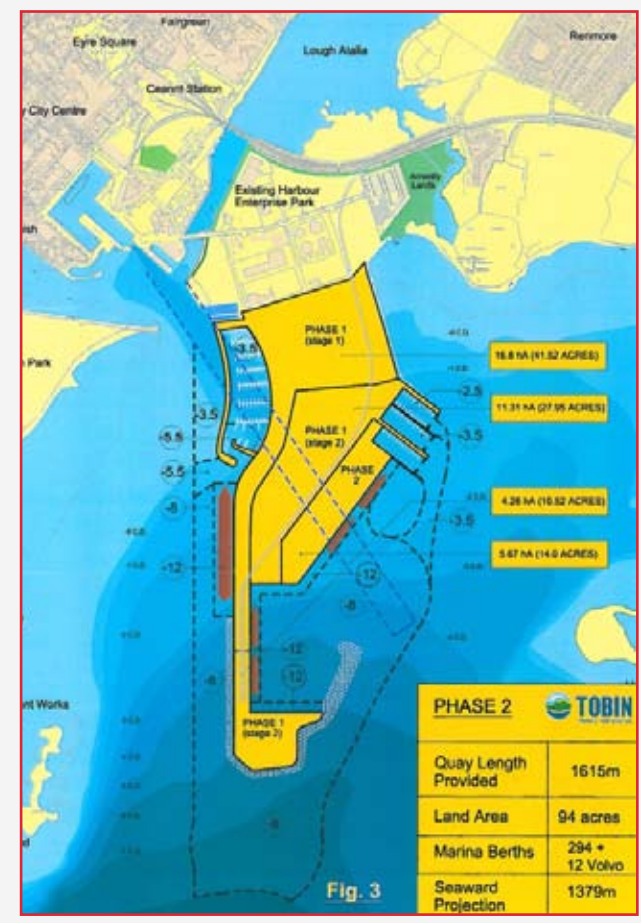 Fairgreen
Eyre Square
Lough Atalia
Renmore
Ceannt Station
City Centre
Amenity
Lands
Existing Harbour
Enterprise Park
Park
PHASE 1
(stage 1)
16.8 hA (41.52 ACRES)
-3.5
-2.5
11.31 hA (27.95 ACRES)
-3.5
-3.5
PHASE 1
(stage 2)
-5.5
PHASE
2
-5.5
4.26 hA (10.52 ACRES)
-8
-3.5
5.67 hA (14.0 ACRES)
-12
-12
-8
-12
-12
-8
nt Works
PHASE 1
(stage 3)
-8
PHASE 2
TOBIN
Quay Length
Provided
1615m
Land Area
94 acres
Marina Berths
294 +
12 Volvo
Seaward
Projection
1379m
Fig. 3